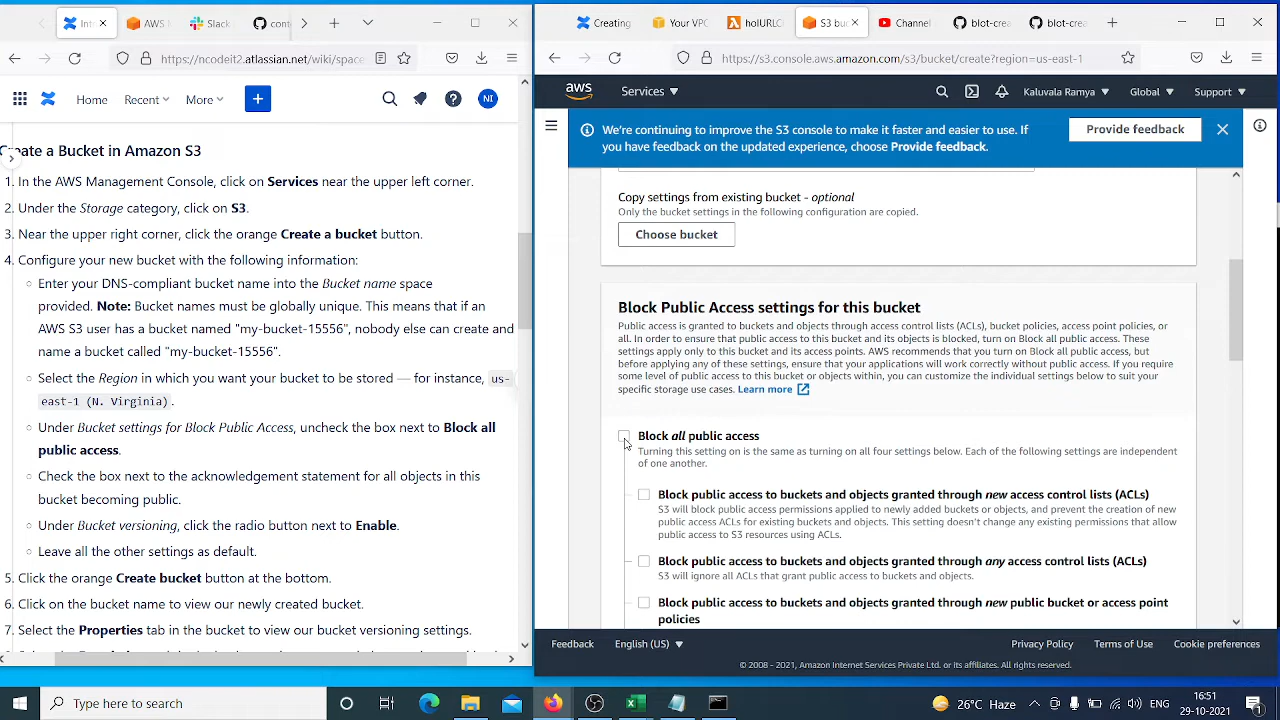 Inte
AWS M
Slack
cont
https://ncodeit2.atlassian.net/wiki/space
Home
Recent
More
+
NI
Create a Bucket in Amazon S3
1. In the AWS Management Console, click on Services near the upper left corner.
2. Under the Storage category, click on S3.
3. Near the upper right corner, click the orange Create a bucket button.
4. Configure your new bucket with the following information:
Enter your DNS-compliant bucket name into the Bucket name space
provided. Note: Bucket names must be globally unique. This means that if an
AWS S3 user has a bucket named "my-bucket-15556", nobody else can create and
name a bucket called "my-bucket-15556".
Select the Region in which you want your bucket to be stored — for instance, us-
east-1 (N. Virginia).
Under Bucket settings for Block Public Access, uncheck the box next to Block all
public access.
Check the box next to the acknowledgement statement for all objects in this
bucket becoming public.
Under Bucket versioning, click the radio button next to Enable.
Leave all the other settings as default.
5. Click the orange Create bucket button at the bottom.
6. Click on the bucket name to view our newly created bucket.
7. Select the Properties tab in the bucket to view our bucket versioning settings.
Creating
Your VPC
holURLC
S3 buc
Channel
blot-crea
blot-crea
https://s3.console.aws.amazon.com/s3/bucket/create?region=us-east-1
aws
Services
Kaluvala Ramya
Global
Support
We're continuing to improve the S3 console to make it faster and easier to use. If
you have feedback on the updated experience, choose Provide feedback.
Provide feedback
Copy settings from existing bucket - optional
Only the bucket settings in the following configuration are copied.
Choose bucket
Block Public Access settings for this bucket
Public access is granted to buckets and objects through access control lists (ACLs), bucket policies, access point policies, or
all. In order to ensure that public access to this bucket and its objects is blocked, turn on Block all public access. These
settings apply only to this bucket and its access points. AWS recommends that you turn on Block all public access, but
before applying any of these settings, ensure that your applications will work correctly without public access. If you require
some level of public access to this bucket or objects within, you can customize the individual settings below to suit your
specific storage use cases. Learn more
Block all public access
Turning this setting on is the same as turning on all four settings below. Each of the following settings are independent
of one another.
Block public access to buckets and objects granted through new access control lists (ACLs)
S3 will block public access permissions applied to newly added buckets or objects, and prevent the creation of new
public access ACLs for existing buckets and objects. This setting doesn't change any existing permissions that allow
public access to S3 resources using ACLs.
Block public access to buckets and objects granted through any access control lists (ACLs)
S3 will ignore all ACLs that grant public access to buckets and objects.
Block public access to buckets and objects granted through new public bucket or access point
policies
Feedback
English (US)
Privacy Policy
Terms of Use
Cookie preferences
© 2008 - 2021, Amazon Internet Services Private Ltd. or its affiliates. All rights reserved.
Type here to search
26°C Haze
ENG
16:51
29-10-2021